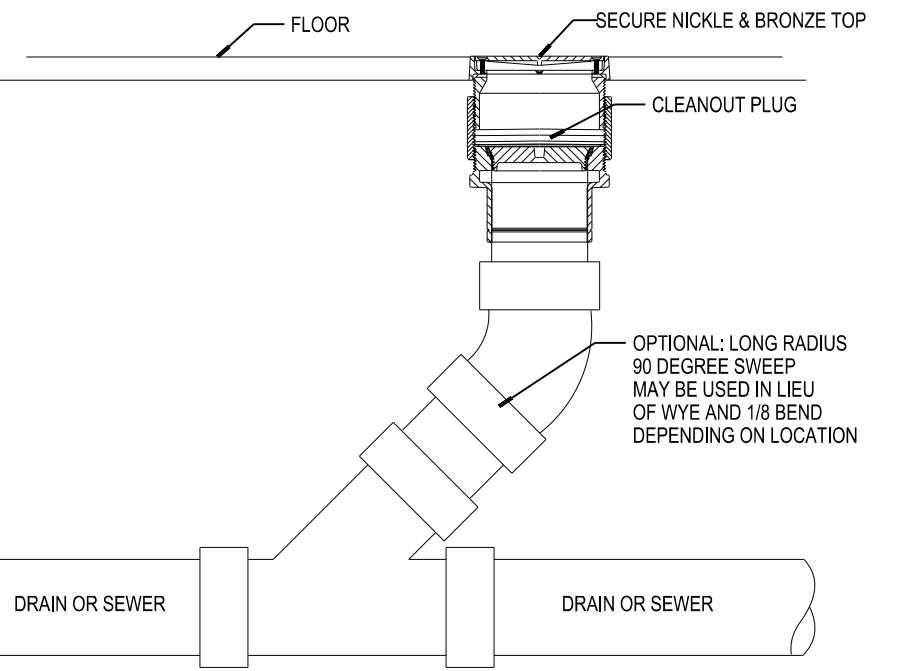 FLOOR
SECURE NICKLE & BRONZE TOP
CLEANOUT PLUG
OPTIONAL: LONG RADIUS
90 DEGREE SWEEP
MAY BE USED IN LIEU
OF WYE AND 1/8 BEND
DEPENDING ON LOCATION
DRAIN OR SEWER
DRAIN OR SEWER